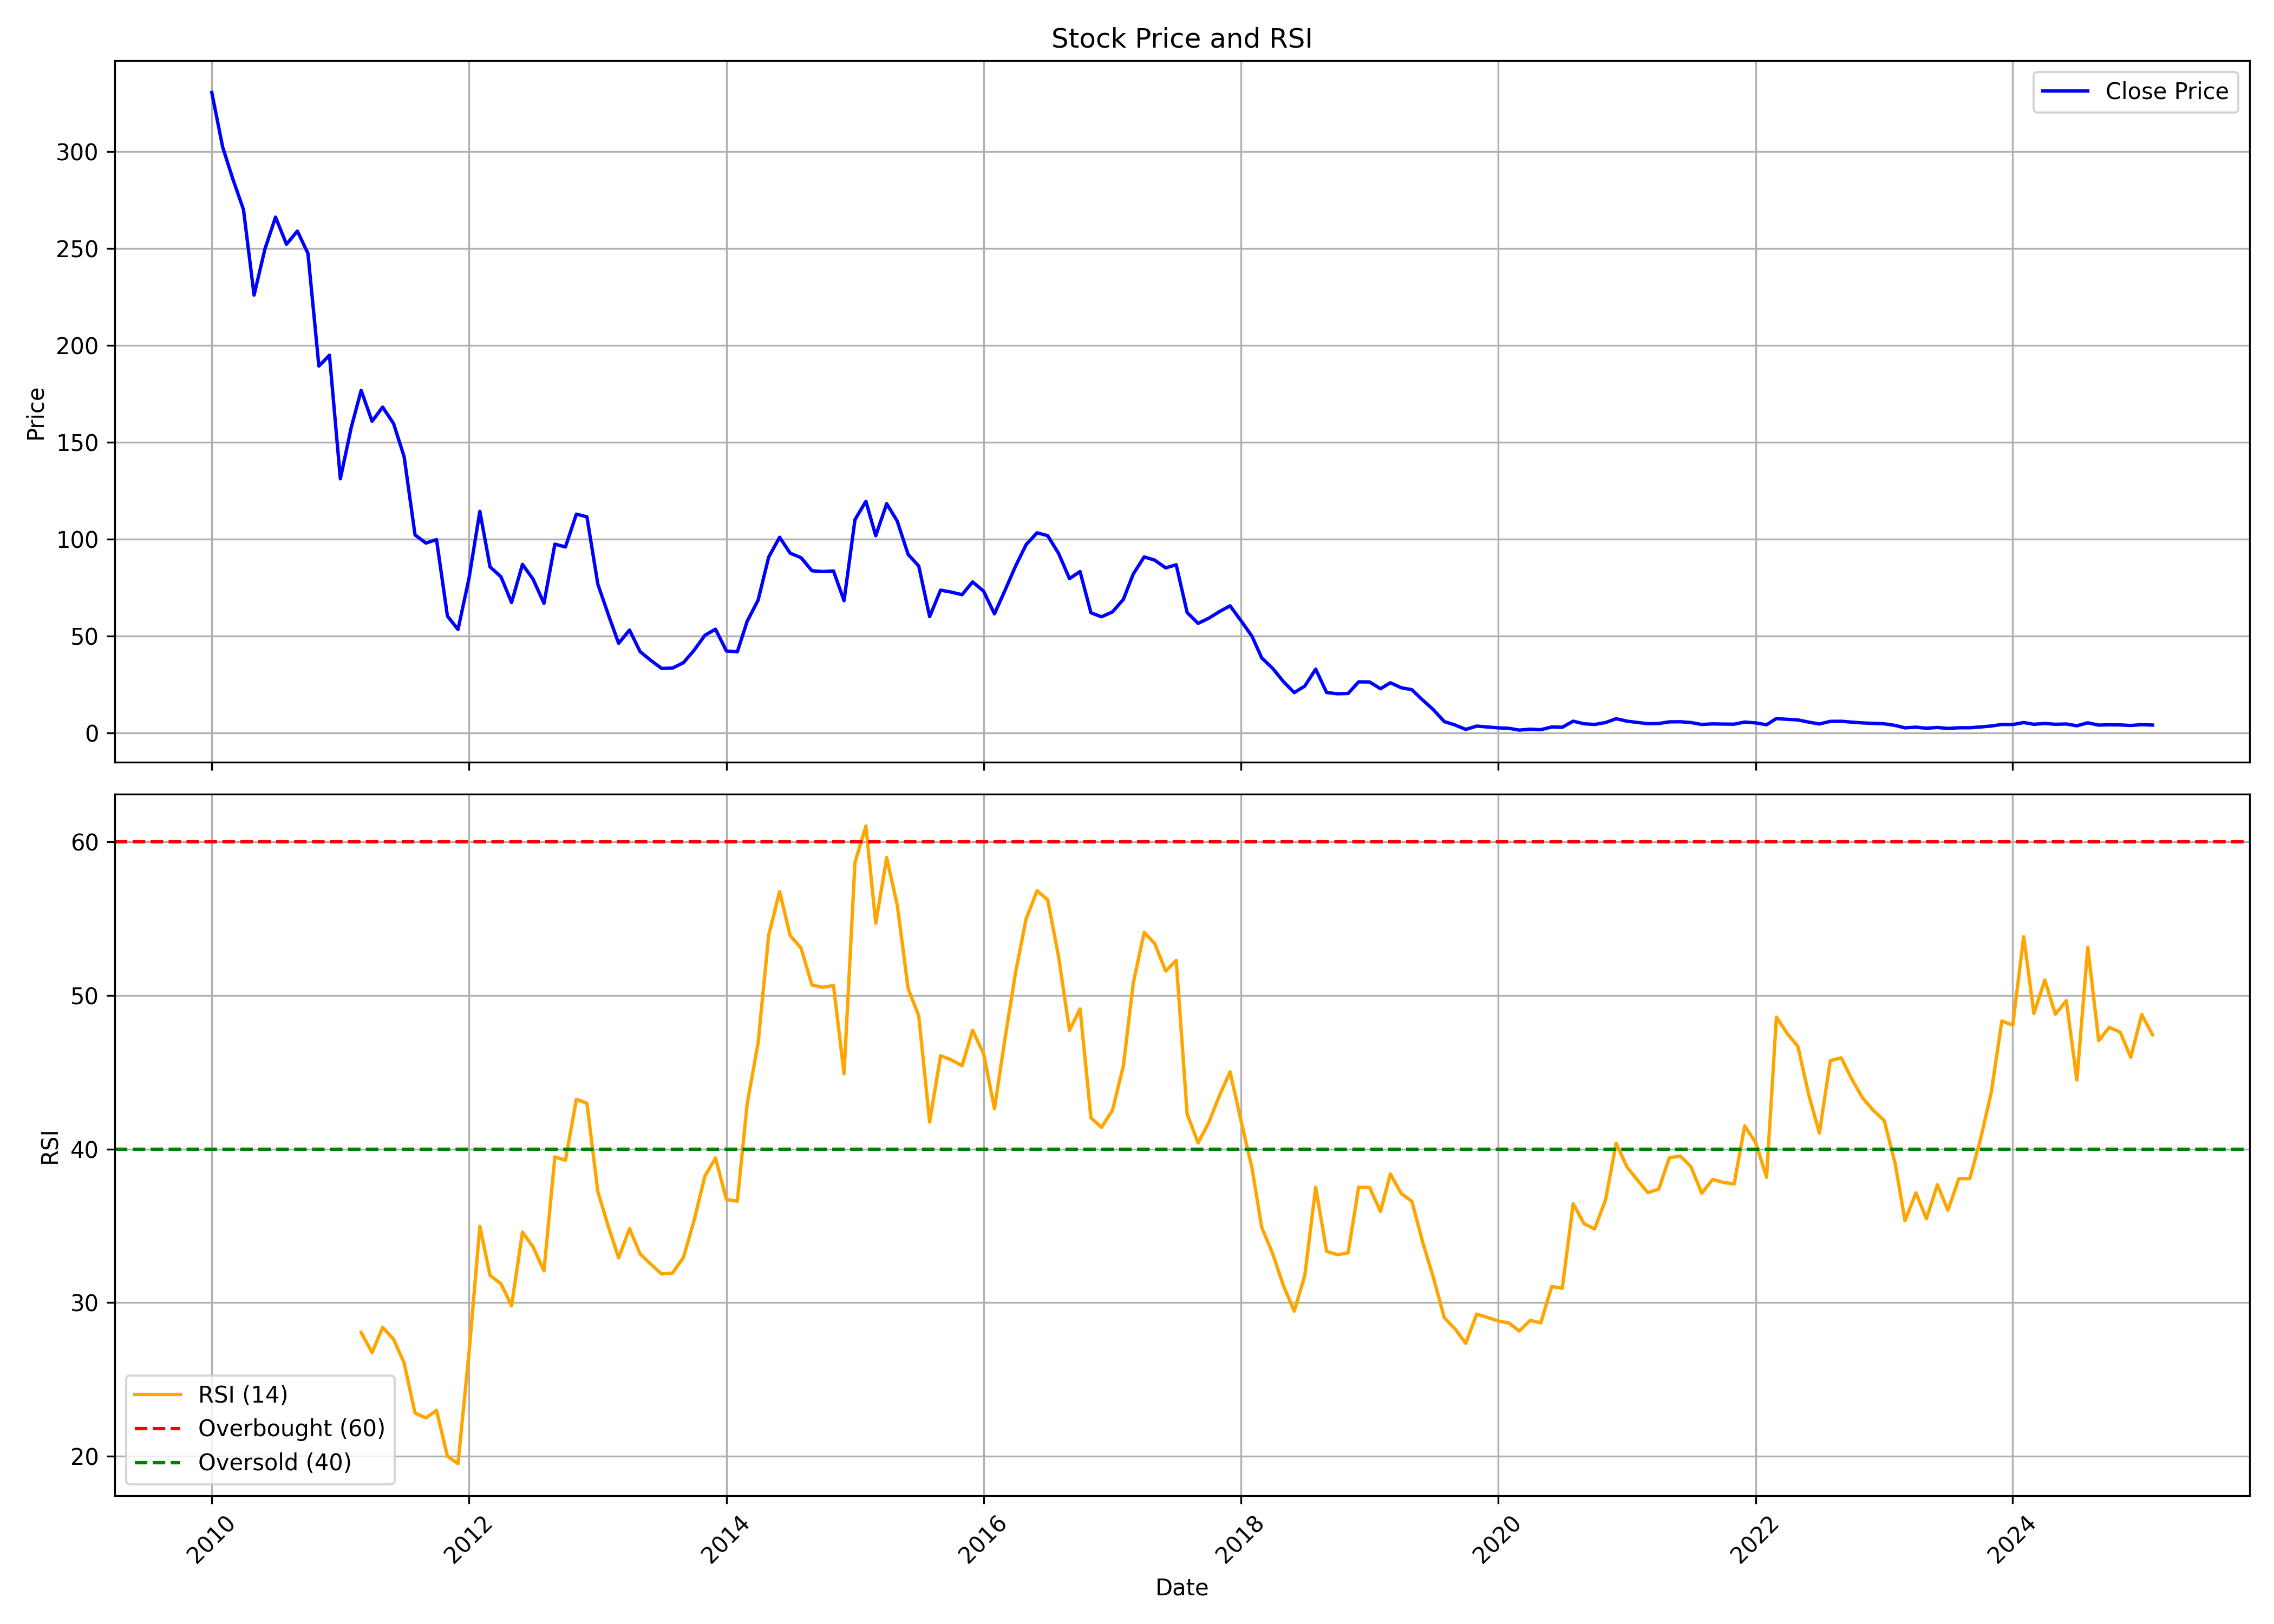 Stock Price and RSI
Close Price
Price
300
250
200
150
100
50
0
RSI
60
50
40
30
20
RSI (14)
Overbought (60)
Oversold (40)
2010
2012
2014
2016
2018
2020
2022
2024
Date